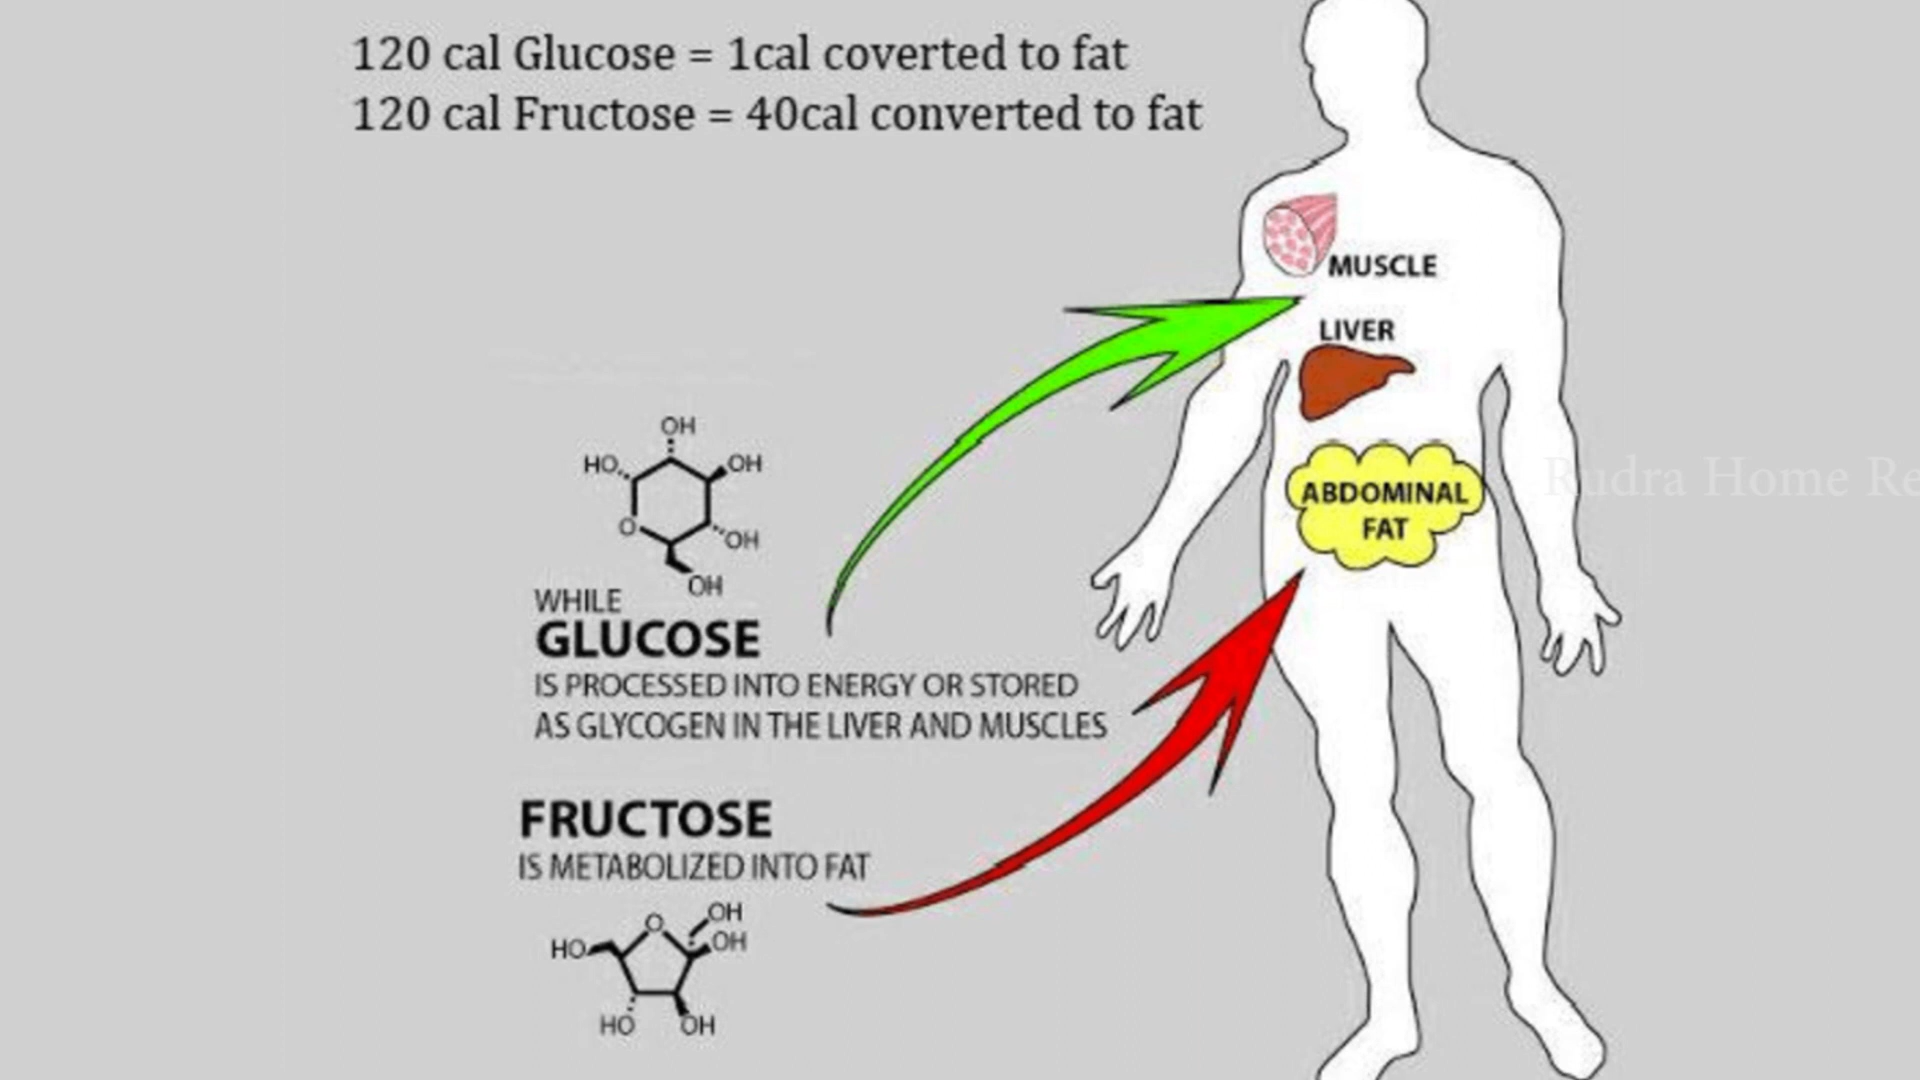 120 cal Glucose = 1cal coverted to fat
120 cal Fructose = 40cal converted to fat
MUSCLE
LIVER
ABDOMINAL
FAT
Rudra Home
OH
HO
OH
O
OH
OH
WHILE
GLUCOSE
IS PROCESSED INTO ENERGY OR STORED
AS GLYCOGEN IN THE LIVER AND MUSCLES
FRUCTOSE
IS METABOLIZED INTO FAT
OH
O
OH
HO
HO
OH